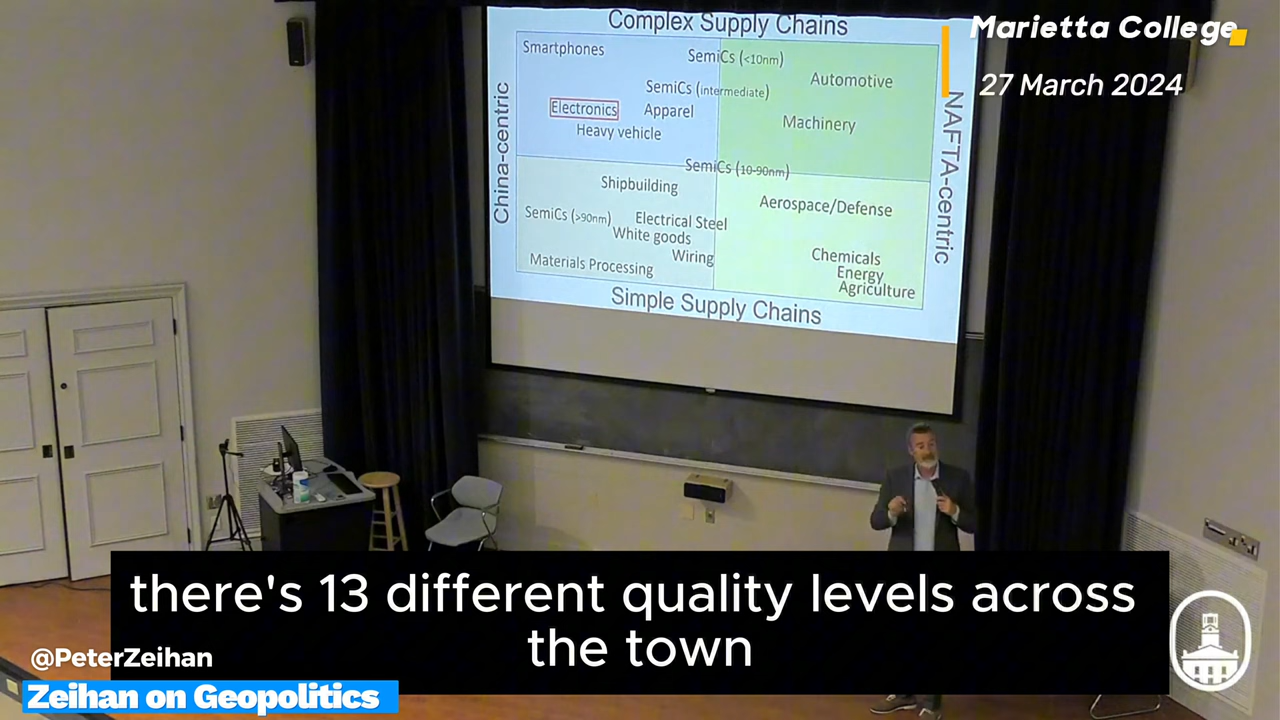 Complex Supply Chains
Marietta College
27 March 2024
China-centric
NAFTA-centric
Smartphones
SemiCs (<10nm)
Automotive
SemiCs (intermediate)
Electronics
Apparel
Machinery
Heavy vehicle
SemiCs (10-90nm)
Shipbuilding
Aerospace/Defense
SemiCs (>90nm)
Electrical Steel
White goods
Wiring
Chemicals
Materials Processing
Energy
Agriculture
Simple Supply Chains
there's 13 different quality levels across
the town
@PeterZeihan
Zeihan on Geopolitics